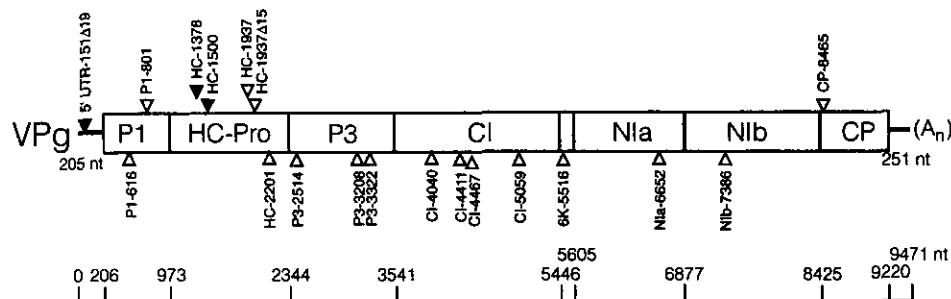 5' UTR-151Δ19
P1-801
HC-1378
HC-1500
HC-1937
HC-1937Δ15
CP-8465
VPg P1 HC-Pro P3 CI NIa NIb CP (An)
205 nt
251 nt
P1-616
HC-2201
P3-2514
P3-3208
P3-3322
CI-4040
CI-4411
CI-4467
CI-5059
6K-5516
NIa-6652
NIb-7386
5605 9471 nt
0 206 973 2344 3541 5446 6877 8425 9220